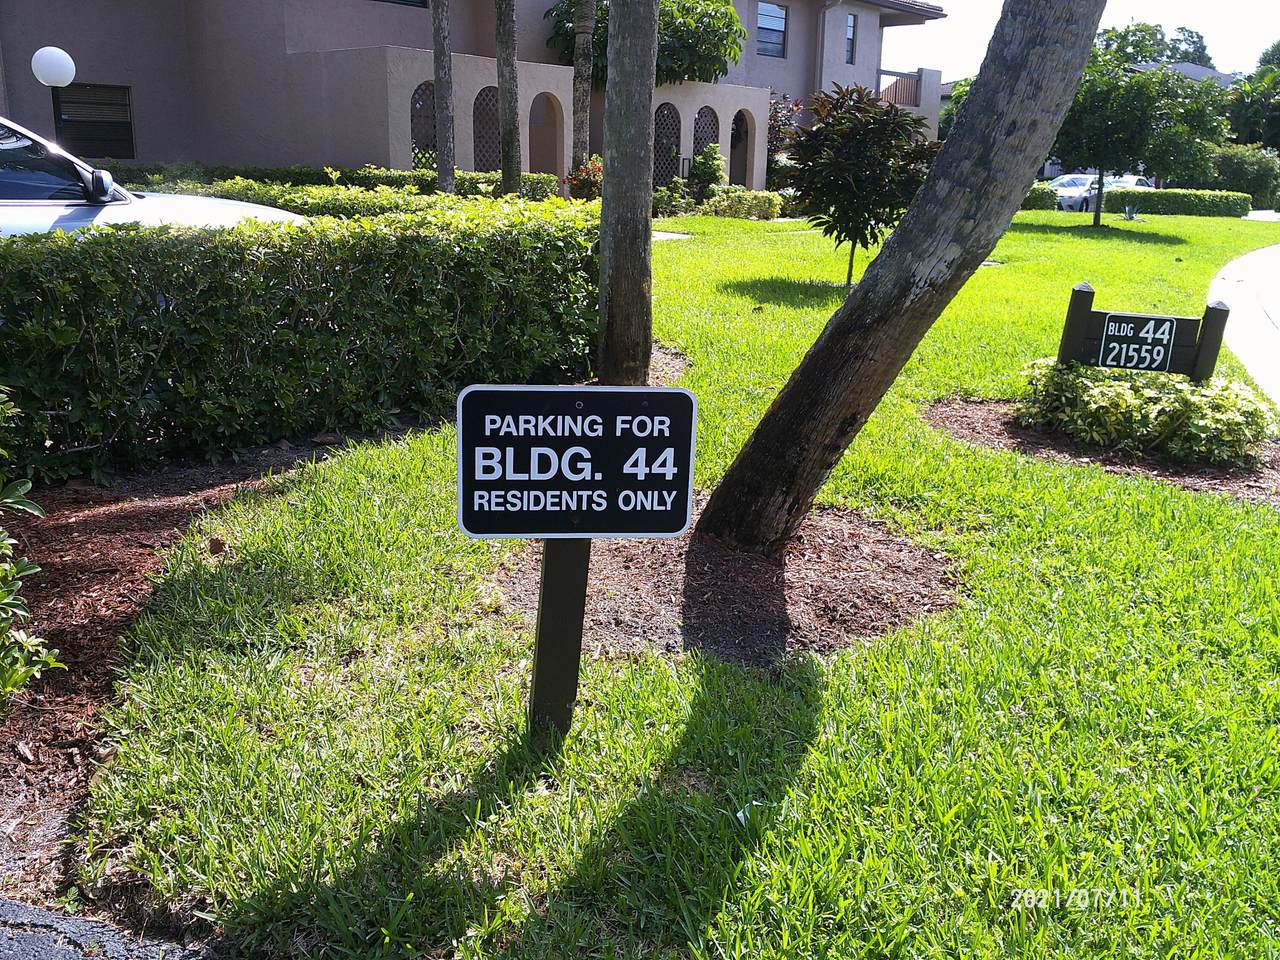 PARKING FOR
BLDG. 44
RESIDENTS ONLY
BLDG 44
21559
2021/07/11